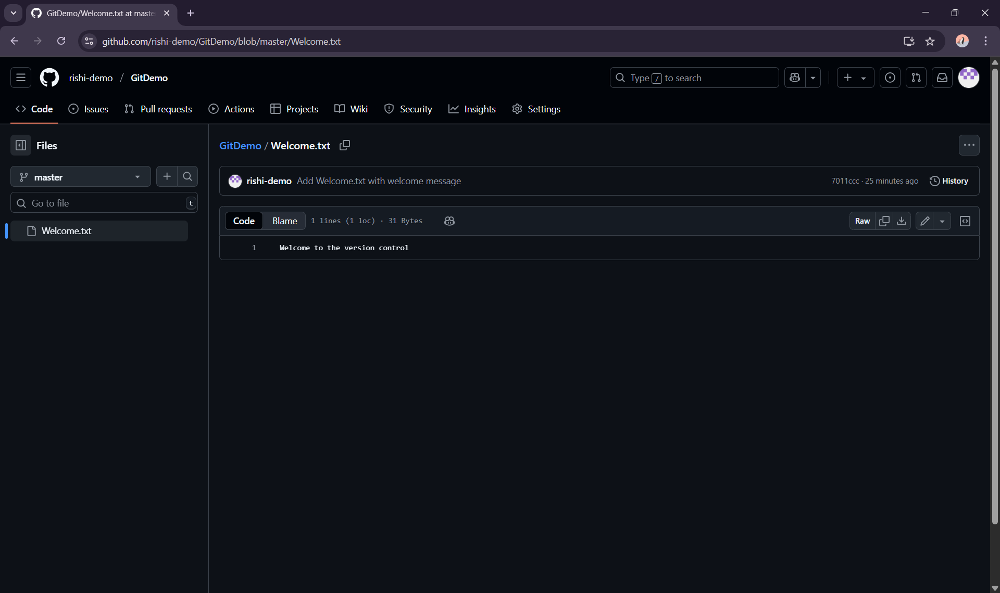 GitDemo/Welcome.txt at maste
github.com/rishi-demo/GitDemo/blob/master/Welcome.txt
rishi-demo / GitDemo
Type / to search
Code Issues Pull requests Actions Projects Wiki Security Insights Settings
Files
master
Go to file t
Welcome.txt
GitDemo / Welcome.txt
rishi-demo Add Welcome.txt with welcome message 7011ccc · 25 minutes ago History
Code Blame 1 lines (1 loc) · 31 Bytes Raw
1 Welcome to the version control